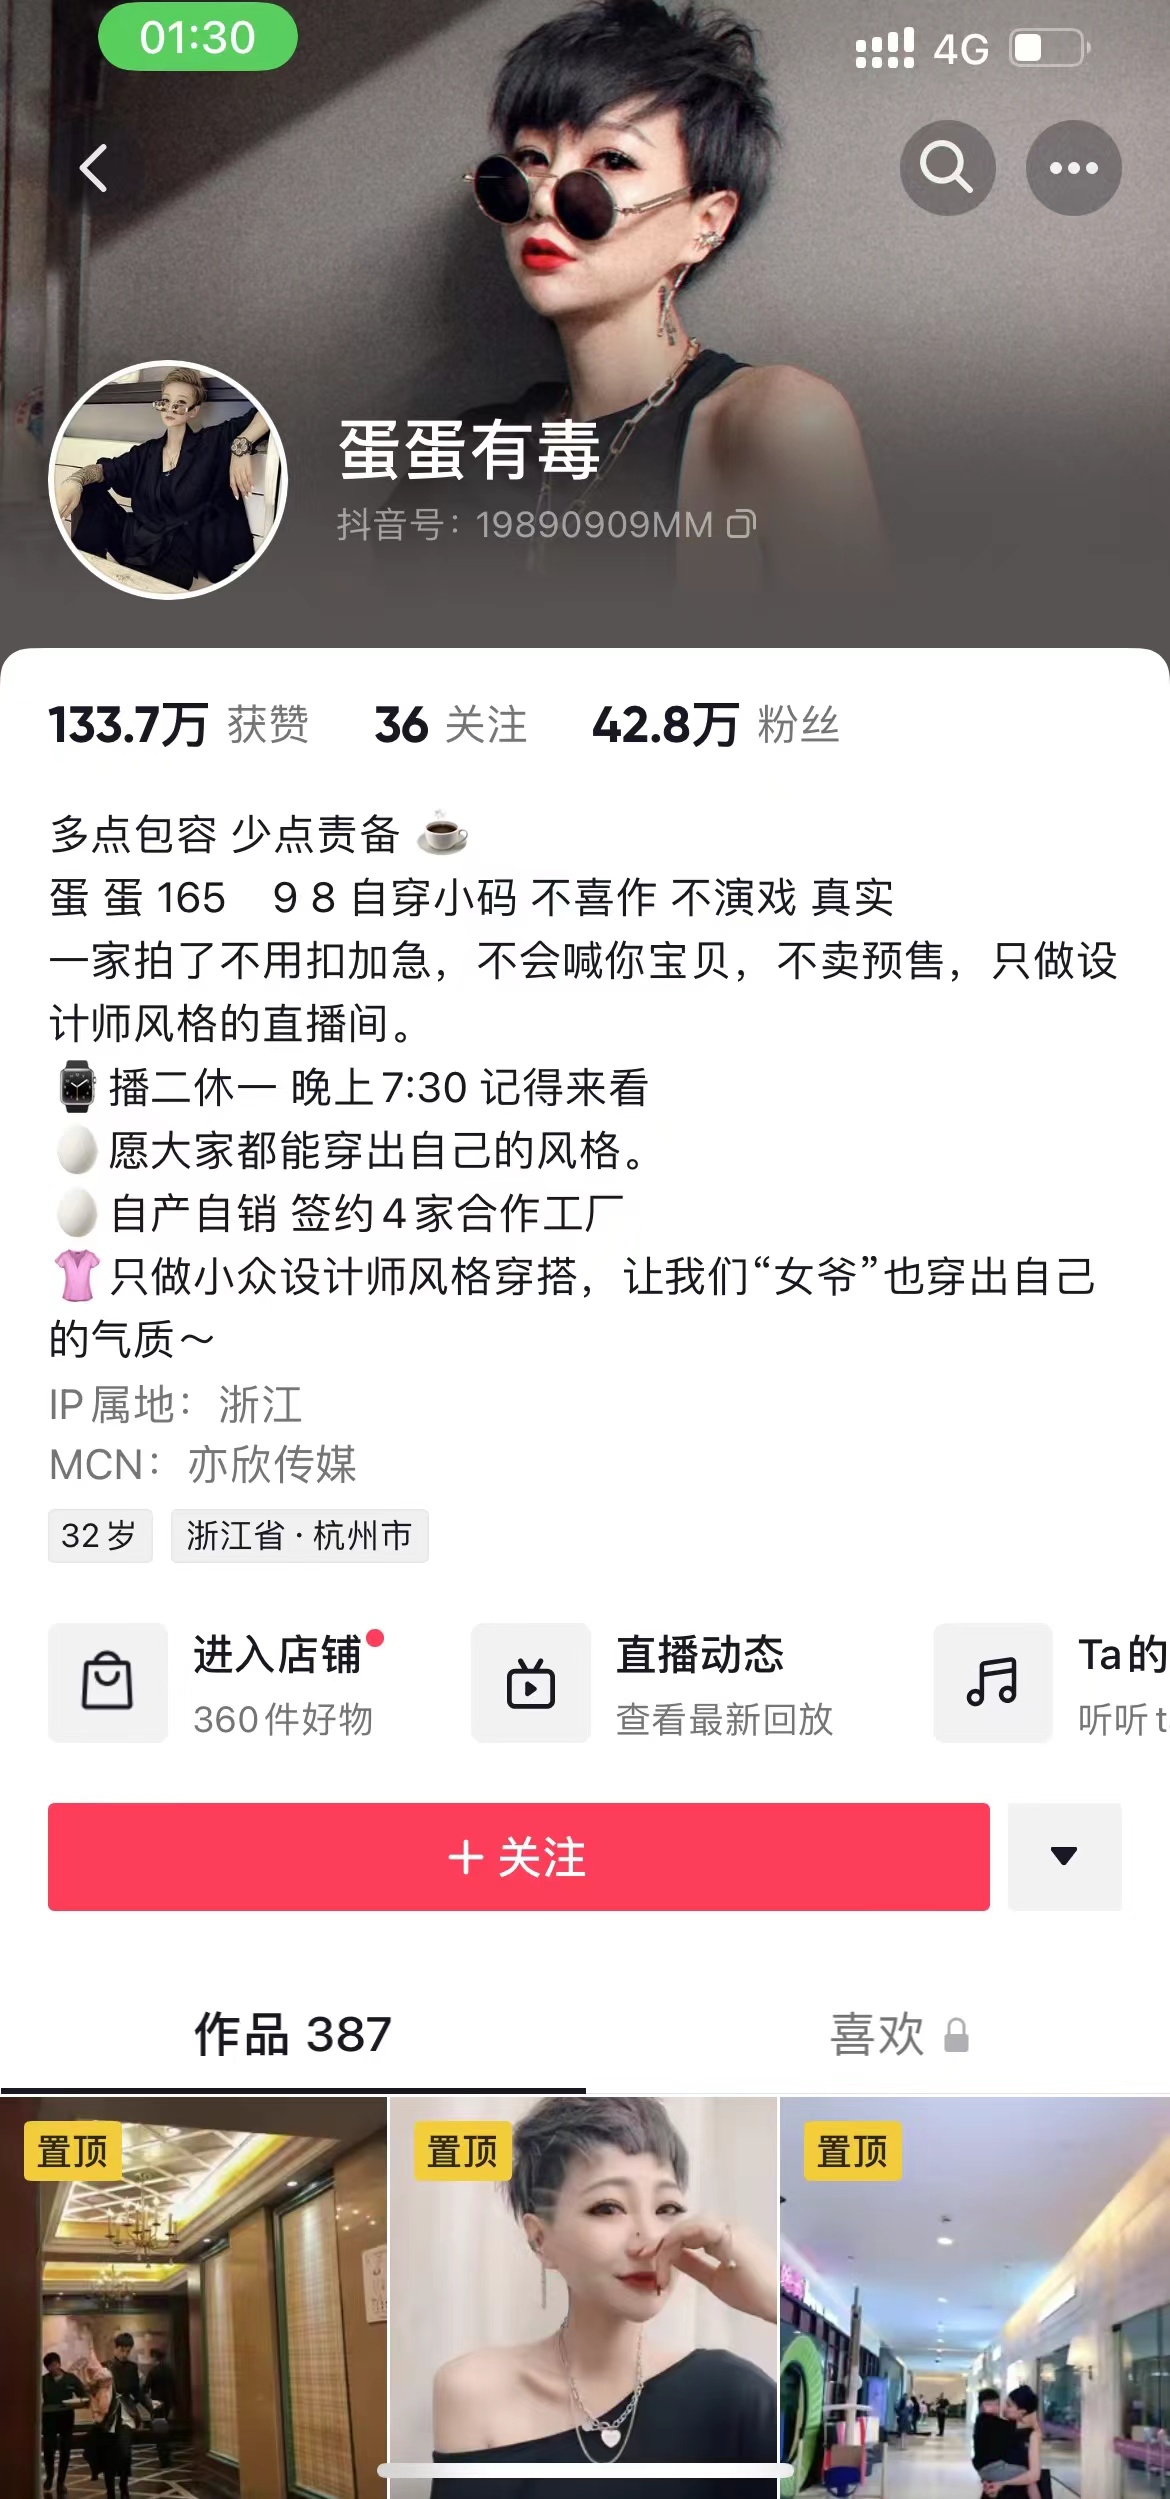 01:30
4G
蛋蛋有毒
抖音号：19890909MM
133.7万 获赞 36 关注 42.8万 粉丝
多点包容 少点责备
蛋 蛋 165 9 8 自穿小码 不喜作 不演戏 真实
一家拍了不用扣加急，不会喊你宝贝，不卖预售，只做设
计师风格的直播间。
播二休一 晚上7:30 记得来看
愿大家都能穿出自己的风格。
自产自销 签约4家合作工厂
只做小众设计师风格穿搭，让我们“女爷”也穿出自己
的气质～
IP属地：浙江
MCN：亦欣传媒
32岁 浙江省·杭州市
进入店铺 直播动态 Ta的
360件好物 查看最新回放 听听t
+ 关注
作品 387 喜欢
置顶 置顶 置顶